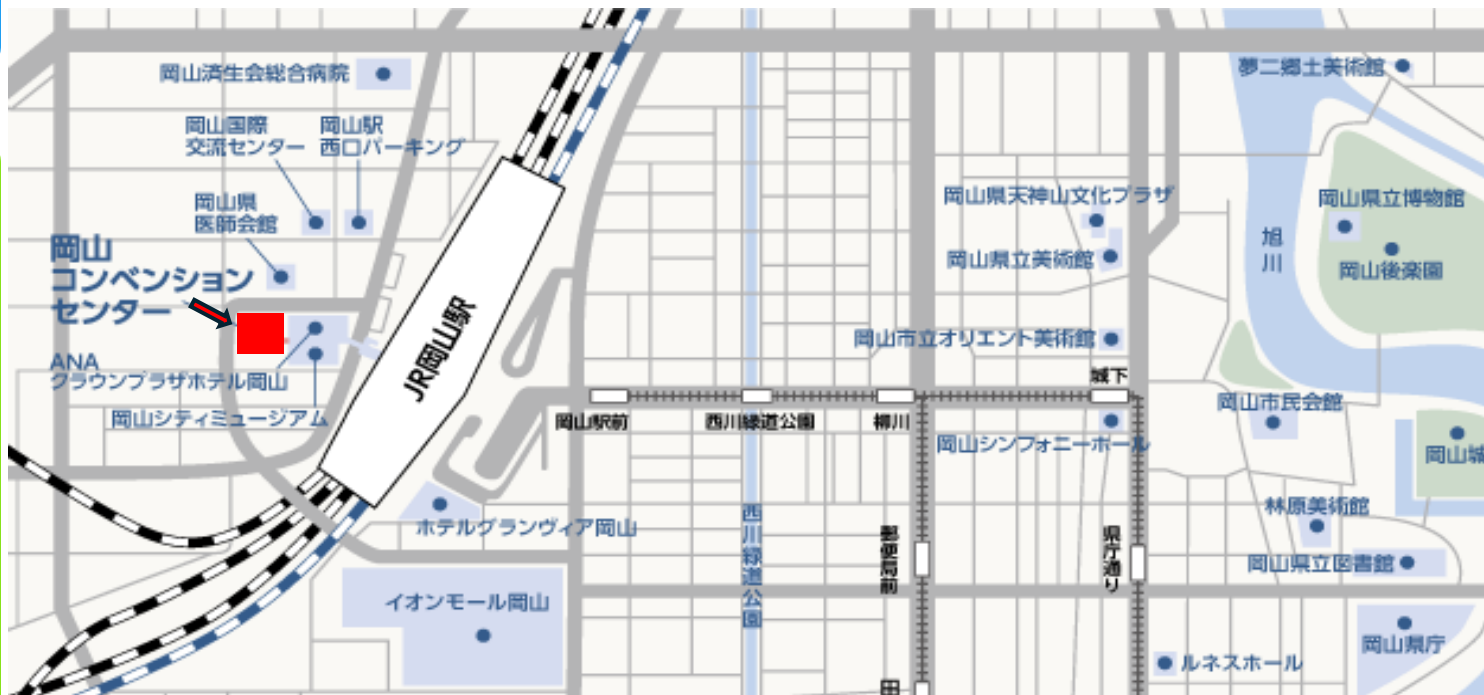 岡山済生会総合病院
岡山国際
交流センター
岡山駅
西口パーキング
岡山県
医師会館
岡山
コンベンション
センター
ANA
クラウンプラザホテル岡山
岡山シティミュージアム
JR岡山駅
ホテルグランヴィア岡山
イオンモール岡山
岡山駅前
西川緑道公園
柳川
城下
西川緑道公園
郵便局前
県庁通り
田
夢二郷土美術館
岡山県天神山文化プラザ
岡山県立美術館
岡山市立オリエント美術館
岡山シンフォニーホール
旭川
岡山県立博物館
岡山後楽園
岡山市民会館
岡山城
林原美術館
岡山県立図書館
岡山県庁
ルネスホール